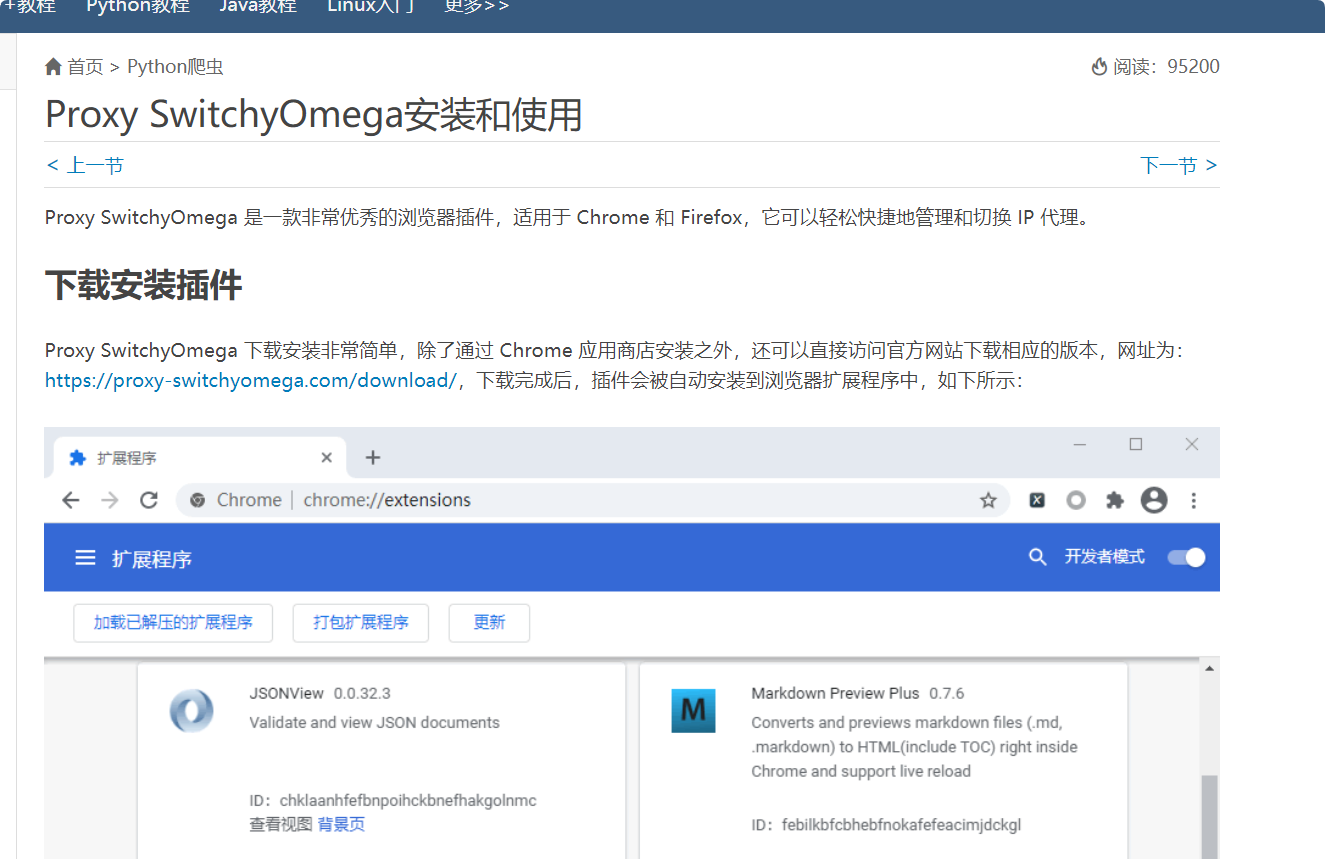 教程 Python教程 Java教程 Linux入门 更多>>
首页 > Python爬虫 阅读：95200
Proxy SwitchyOmega安装和使用
< 上一节 下一节 >
Proxy SwitchyOmega 是一款非常优秀的浏览器插件，适用于 Chrome 和 Firefox，它可以轻松快捷地管理和切换 IP 代理。
下载安装插件
Proxy SwitchyOmega 下载安装非常简单，除了通过 Chrome 应用商店安装之外，还可以直接访问官方网站下载相应的版本，网址为：
https://proxy-switchyomega.com/download/，下载完成后，插件会被自动安装到浏览器扩展程序中，如下所示：
扩展程序
Chrome | chrome://extensions
扩展程序 开发者模式
加载已解压的扩展程序 打包扩展程序 更新
JSONView 0.0.32.3
Validate and view JSON documents
ID：chklaanhfefbnpoihckbnefhakgolnmc
查看视图 背景页
Markdown Preview Plus 0.7.6
Converts and previews markdown files (.md,
.markdown) to HTML(include TOC) right inside
Chrome and support live reload
ID：febilkbfcbhebfnokafefeacimjdckgl